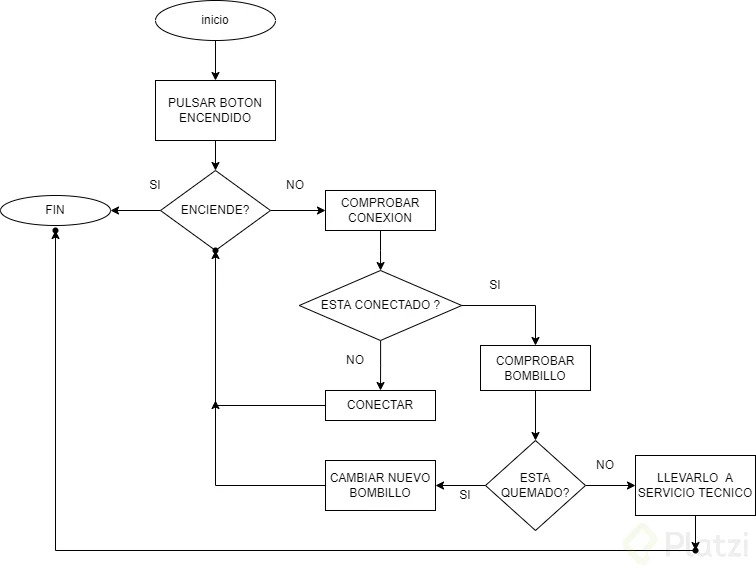 inicio
PULSAR BOTON
ENCENDIDO
SI
NO
FIN
ENCIENDE?
COMPROBAR
CONEXION
ESTA CONECTADO ?
SI
NO
COMPROBAR
BOMBILLO
CONECTAR
ESTA
QUEMADO?
NO
SI
CAMBIAR NUEVO
BOMBILLO
LLEVARLO A
SERVICIO TECNICO
Platzi